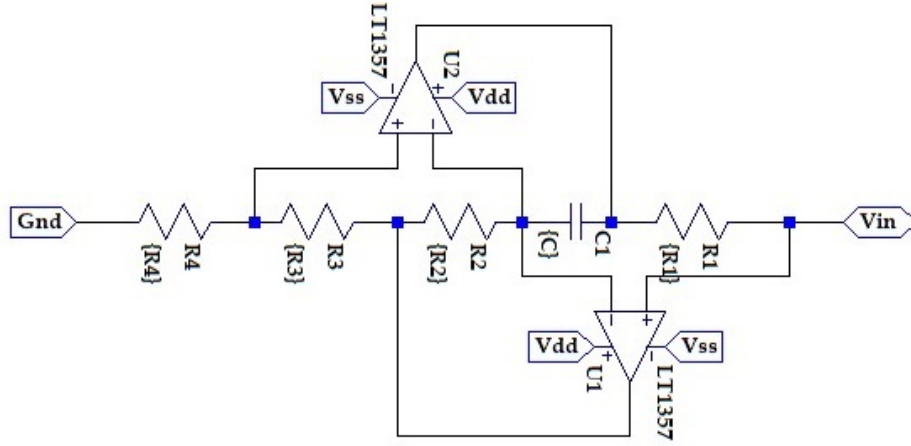 LT1357
U2
Vss
Vdd
Gnd
{R4}
R4
{R3}
R3
{R2}
R2
{C}
C1
{R1}
R1
Vin
Vdd
Vss
U1
LT1357